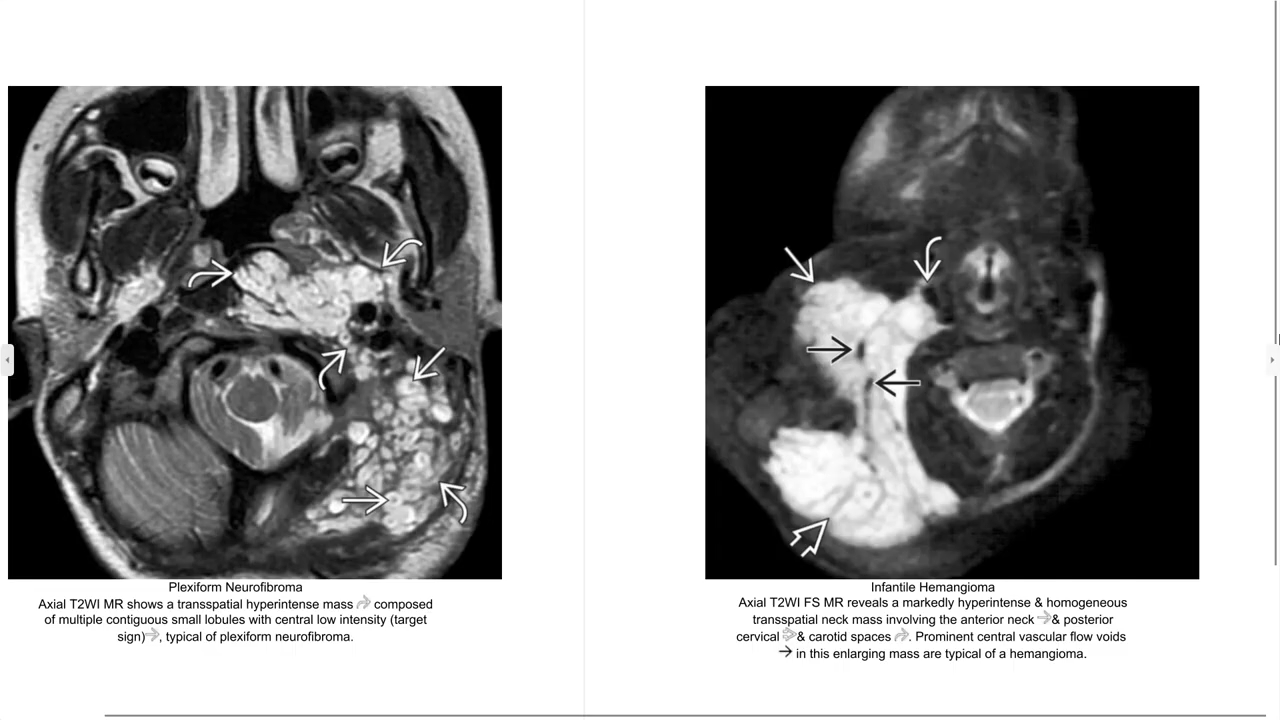 Plexiform Neurofibroma
Axial T2WI MR shows a transspatial hyperintense mass composed
of multiple contiguous small lobules with central low intensity (target
sign) , typical of plexiform neurofibroma.
Infantile Hemangioma
Axial T2WI FS MR reveals a markedly hyperintense & homogeneous
transspatial neck mass involving the anterior neck & posterior
cervical & carotid spaces . Prominent central vascular flow voids
in this enlarging mass are typical of a hemangioma.